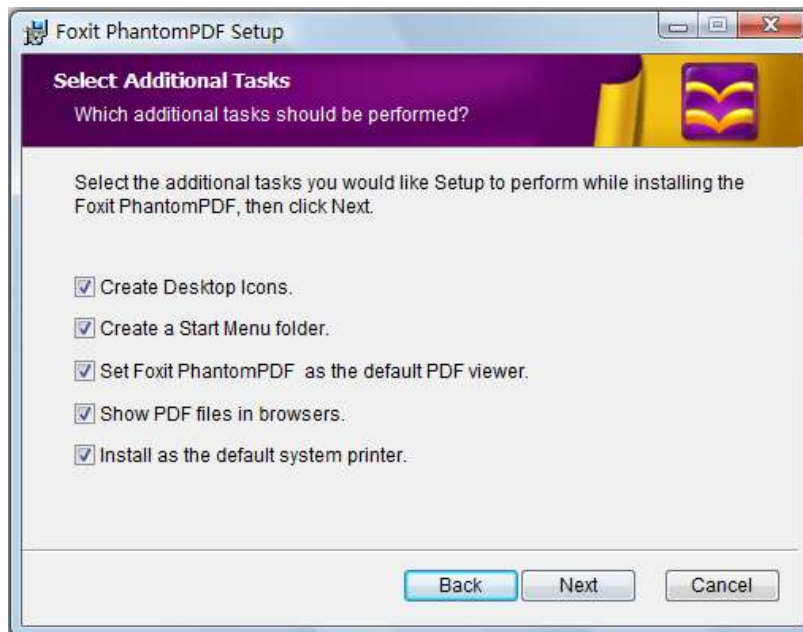 Foxit PhantomPDF Setup
Select Additional Tasks
Which additional tasks should be performed?
Select the additional tasks you would like Setup to perform while installing the
Foxit PhantomPDF, then click Next.
Create Desktop Icons.
Create a Start Menu folder.
Set Foxit PhantomPDF  as the default PDF viewer.
Show PDF files in browsers.
Install as the default system printer.
Back Next Cancel